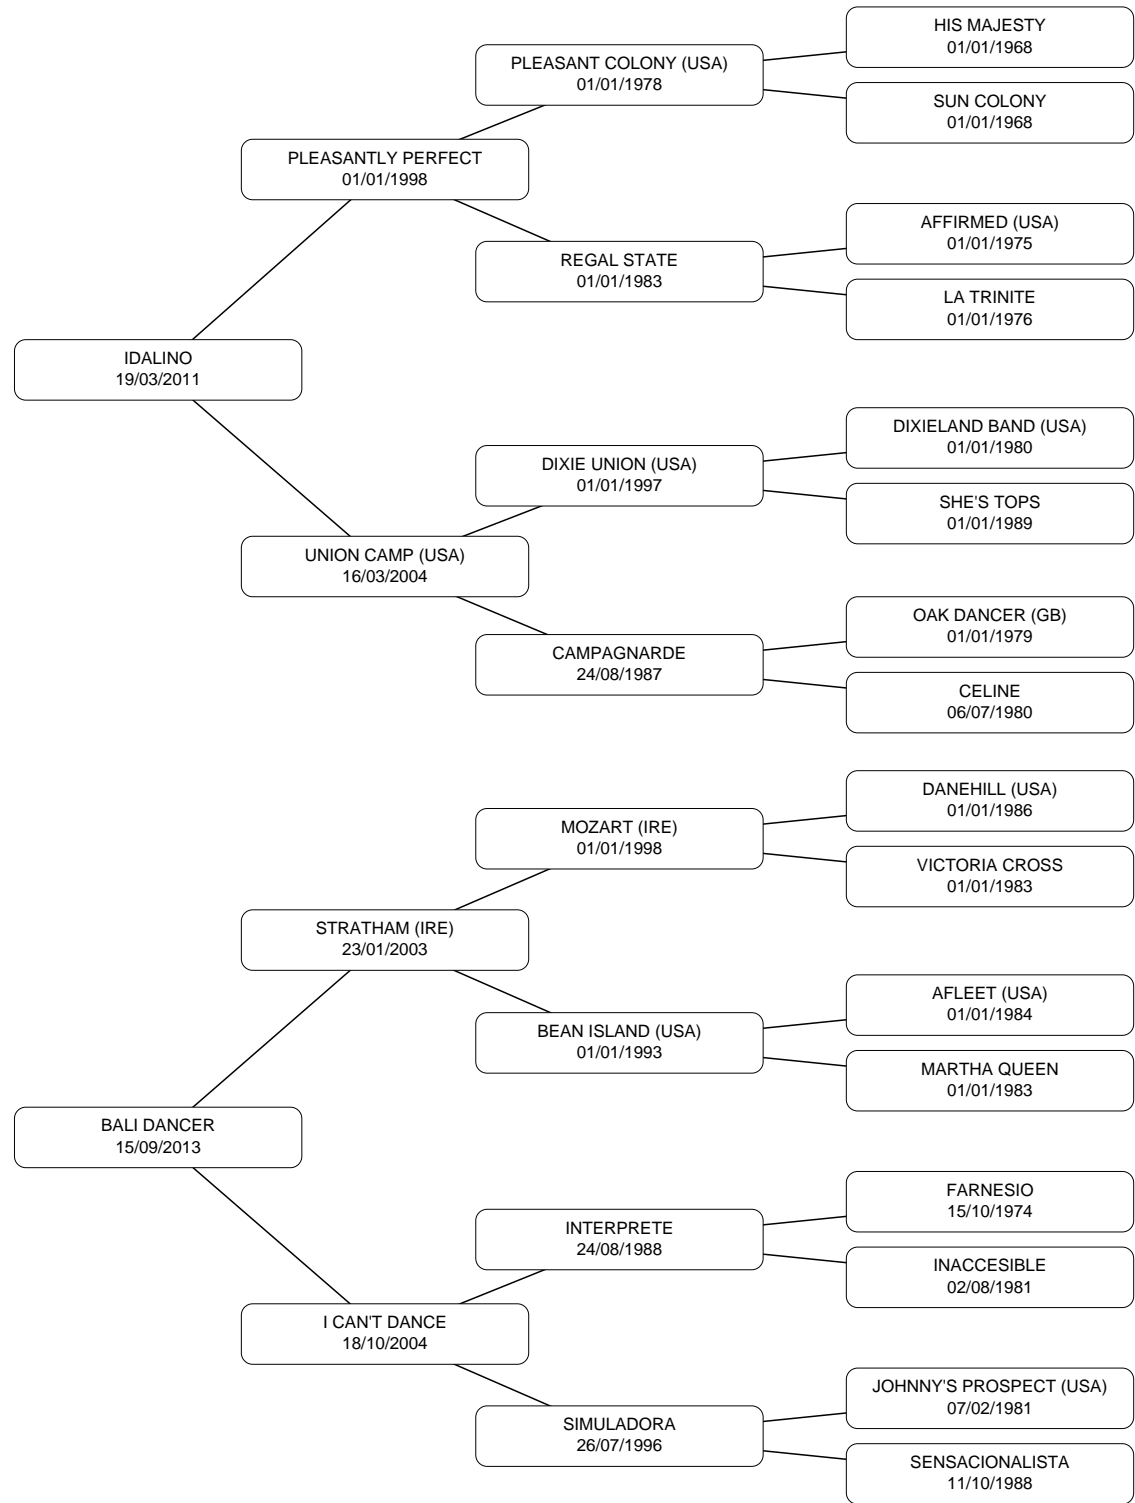 HIS MAJESTY
01/01/1968
PLEASANT COLONY (USA)
01/01/1978
SUN COLONY
01/01/1968
PLEASANTLY PERFECT
01/01/1998
AFFIRMED (USA)
01/01/1975
REGAL STATE
01/01/1983
LA TRINITE
01/01/1976
IDALINO
19/03/2011
DIXIELAND BAND (USA)
01/01/1980
DIXIE UNION (USA)
01/01/1997
SHE'S TOPS
01/01/1989
UNION CAMP (USA)
16/03/2004
OAK DANCER (GB)
01/01/1979
CAMPAGNARDE
24/08/1987
CELINE
06/07/1980
DANEHILL (USA)
01/01/1986
MOZART (IRE)
01/01/1998
VICTORIA CROSS
01/01/1983
STRATHAM (IRE)
23/01/2003
AFLEET (USA)
01/01/1984
BEAN ISLAND (USA)
01/01/1993
MARTHA QUEEN
01/01/1983
BALI DANCER
15/09/2013
FARNESIO
15/10/1974
INTERPRETE
24/08/1988
INACCESIBLE
02/08/1981
I CAN'T DANCE
18/10/2004
JOHNNY'S PROSPECT (USA)
07/02/1981
SIMULADORA
26/07/1996
SENSACIONALISTA
11/10/1988